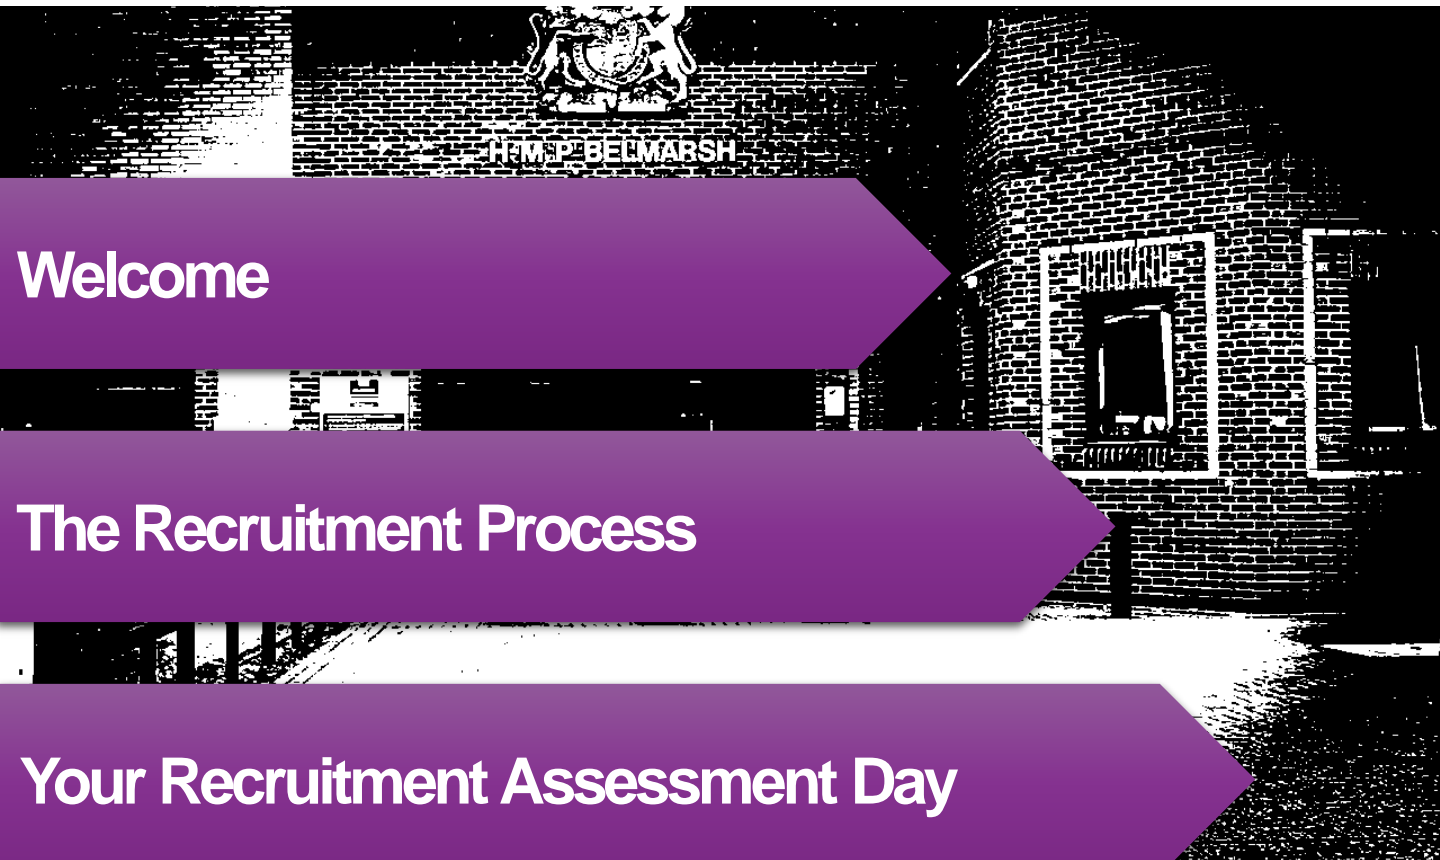 H M P BELMARSH
Welcome
The Recruitment Process
Your Recruitment Assessment Day